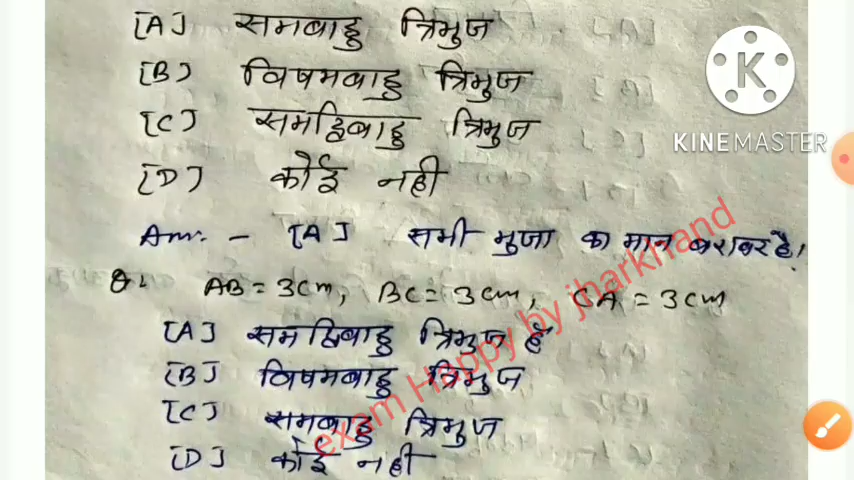 [A] समबाहु त्रिभुज
[B] विषमबाहु त्रिभुज
[C] समद्विबाहु त्रिभुज
[D] कोई नही
KINEMASTER
Ans. - [A] सभी भुजा का मान बराबर है।
Q. AB = 3cm, BC = 3cm, CA = 3cm
[A] समद्विबाहु त्रिभुज है
[B] विषमबाहु त्रिभुज
[C] समबाहु त्रिभुज
[D] कोई नही
exam Happy by jharkhand